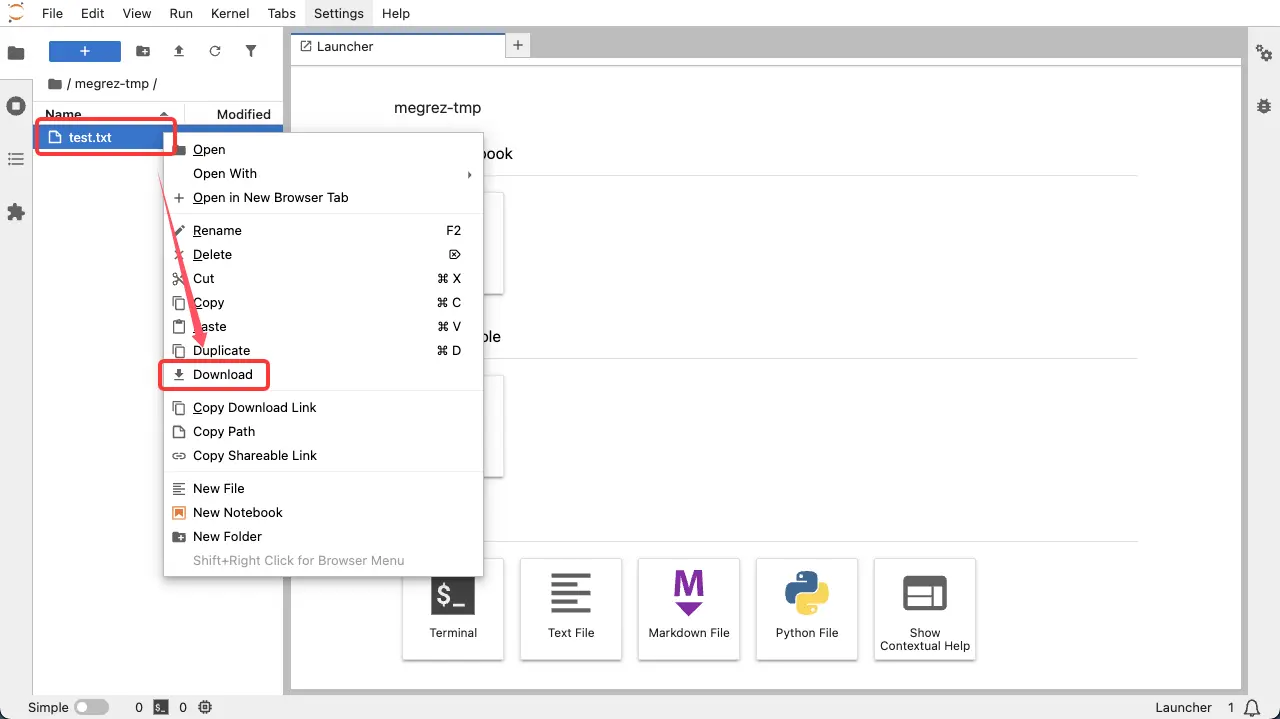 File Edit View Run Kernel Tabs Settings Help
Launcher
/ megrez-tmp /
Name Modified
test.txt
megrez-tmp
Open
Open With
Open in New Browser Tab
Rename F2
Delete ⌦
Cut ⌘ X
Copy ⌘ C
Paste ⌘ V
Duplicate ⌘ D
Download
Copy Download Link
Copy Path
Copy Shareable Link
New File
New Notebook
New Folder
Shift+Right Click for Browser Menu
ook
ole
$_
Terminal
Text File
M
Markdown File
Python File
Show
Contextual Help
Simple 0 $_ 0 Launcher 1